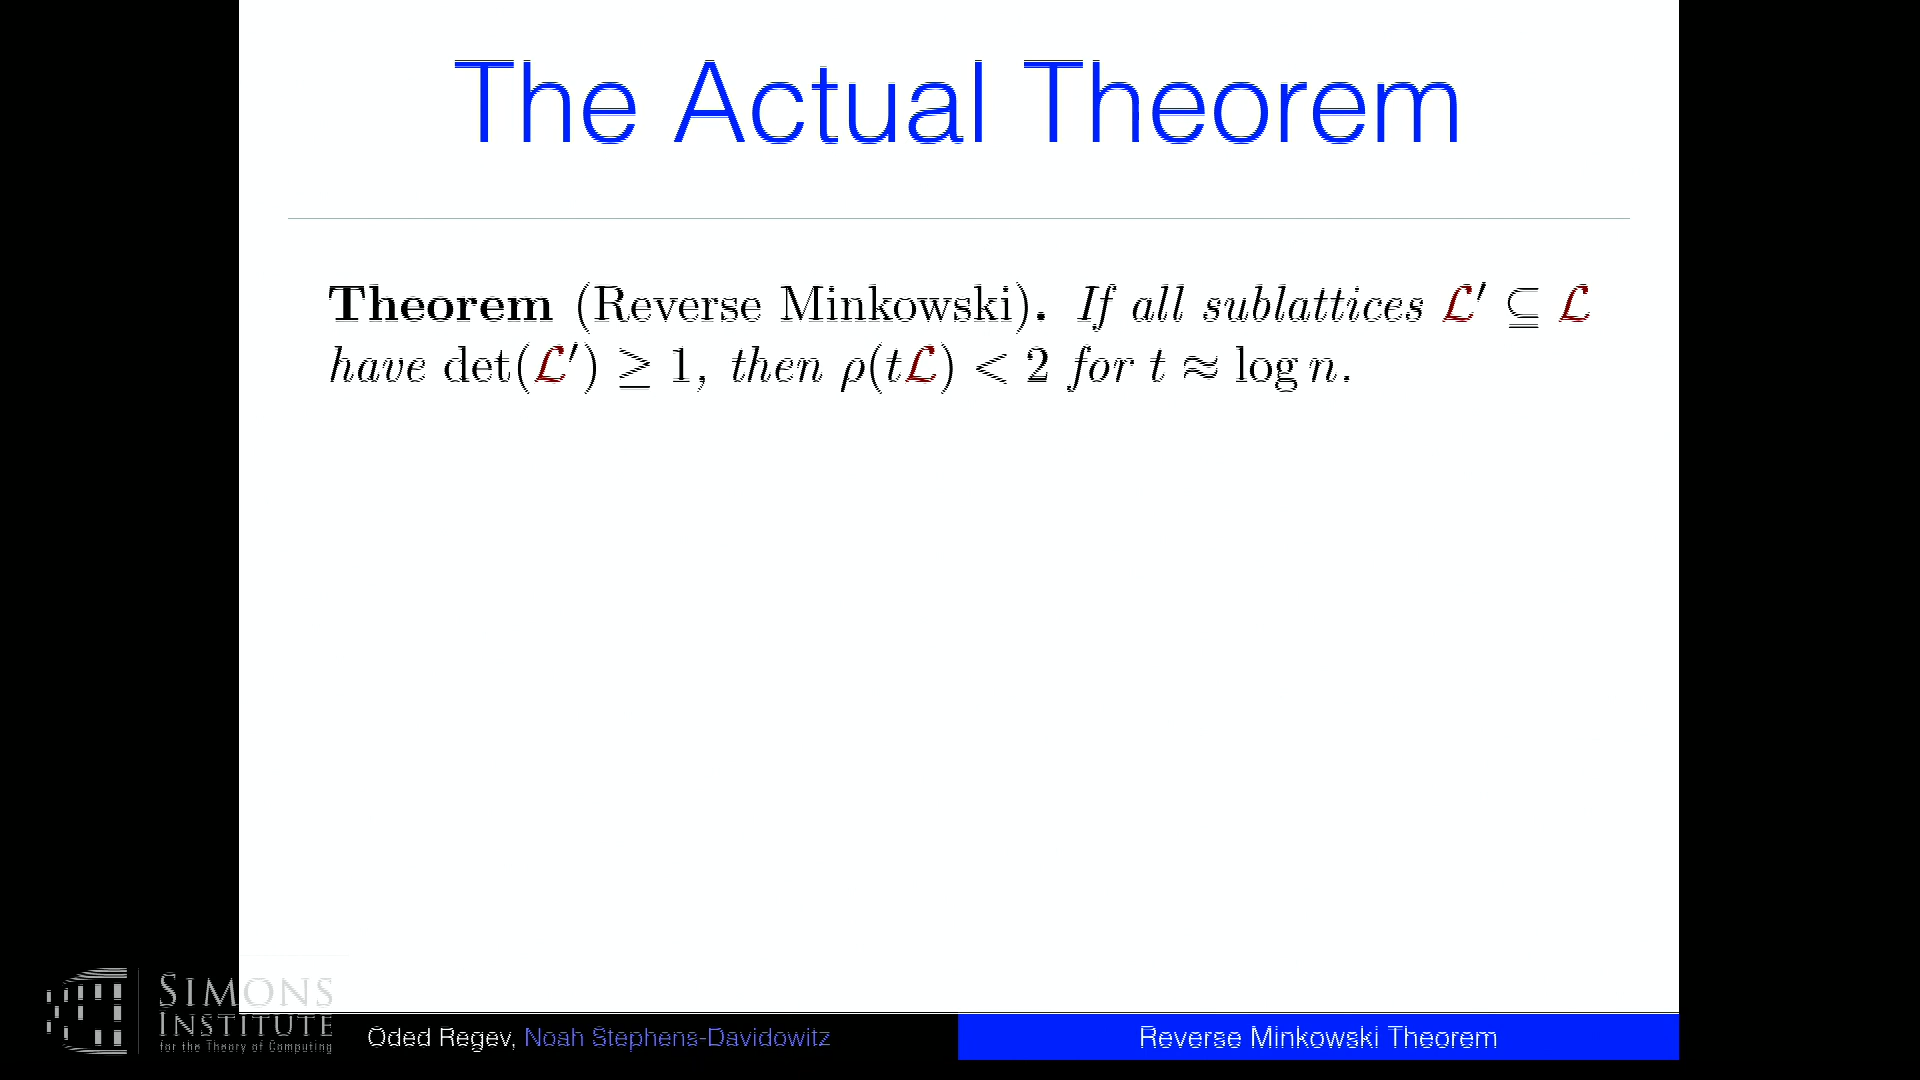 The Actual Theorem
Theorem (Reverse Minkowski). If all sublattices ℒ′ ⊆ ℒ
have det(ℒ′) ≥ 1, then ρ(tℒ) < 2 for t ≈ log n.
SIMONS
INSTITUTE
for the Theory of Computing
Oded Regev, Noah Stephens-Davidowitz
Reverse Minkowski Theorem